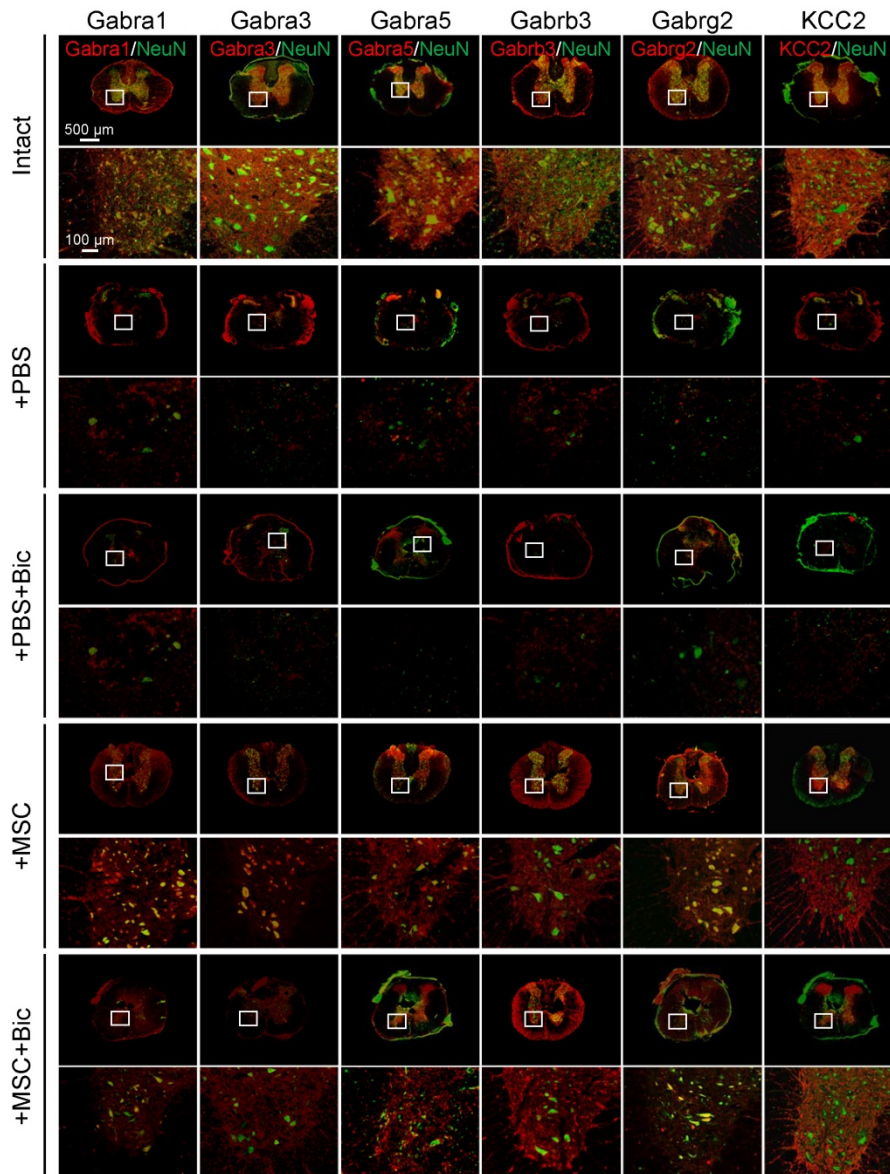 Gabra1 Gabra3 Gabra5 Gabrb3 Gabrg2 KCC2
Gabra1/NeuN Gabra3/NeuN Gabra5/NeuN Gabrb3/NeuN Gabrg2/NeuN KCC2/NeuN
Intact
500 µm
100 µm
+PBS
+PBS+Bic
+MSC
+MSC+Bic